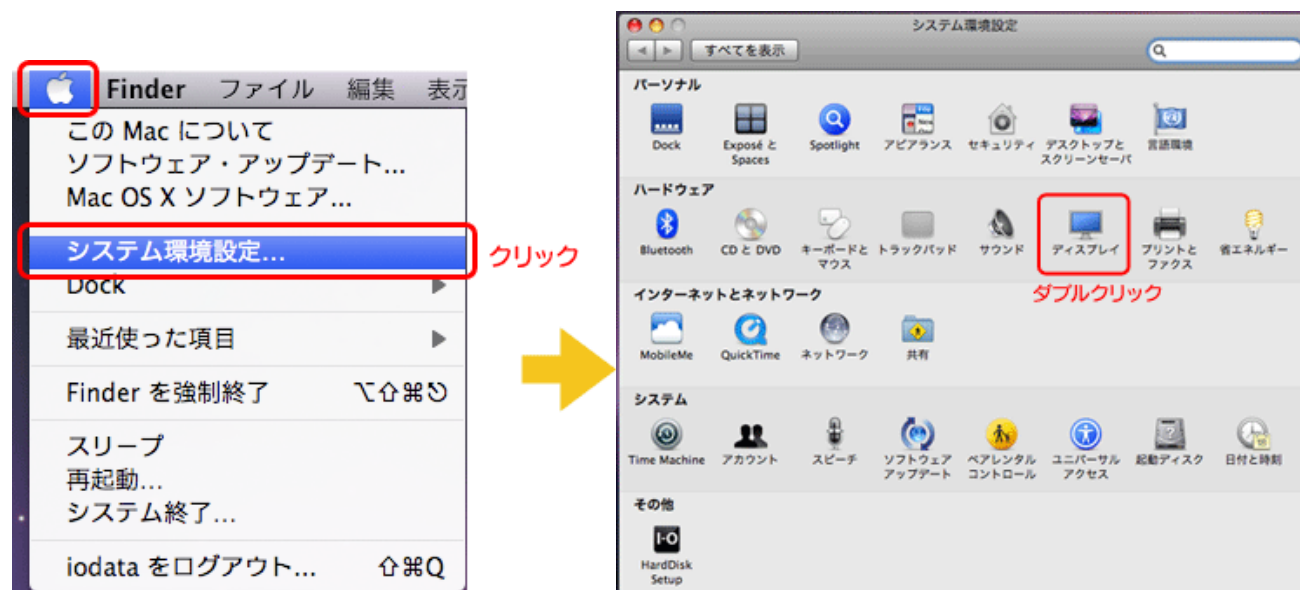 Finder ファイル 編集 表示
この Mac について
ソフトウェア・アップデート...
Mac OS X ソフトウェア...
システム環境設定...
Dock ▶
最近使った項目 ▶
Finder を強制終了 ⌥⇧⌘⎋
スリープ
再起動...
システム終了...
iodata をログアウト... ⇧⌘Q
クリック
システム環境設定
すべてを表示
パーソナル
Dock Exposé と Spotlight アピアランス セキュリティ デスクトップと 言語環境
Spaces スクリーンセーバ
ハードウェア
Bluetooth CD と DVD キーボードと トラックパッド サウンド ディスプレイ プリントと 省エネルギー
マウス ファクス
ダブルクリック
インターネットとネットワーク
MobileMe QuickTime ネットワーク 共有
システム
Time Machine アカウント スピーチ ソフトウェア ペアレンタル ユニバーサル 起動ディスク 日付と時刻
アップデート コントロール アクセス
その他
I-O
HardDisk
Setup